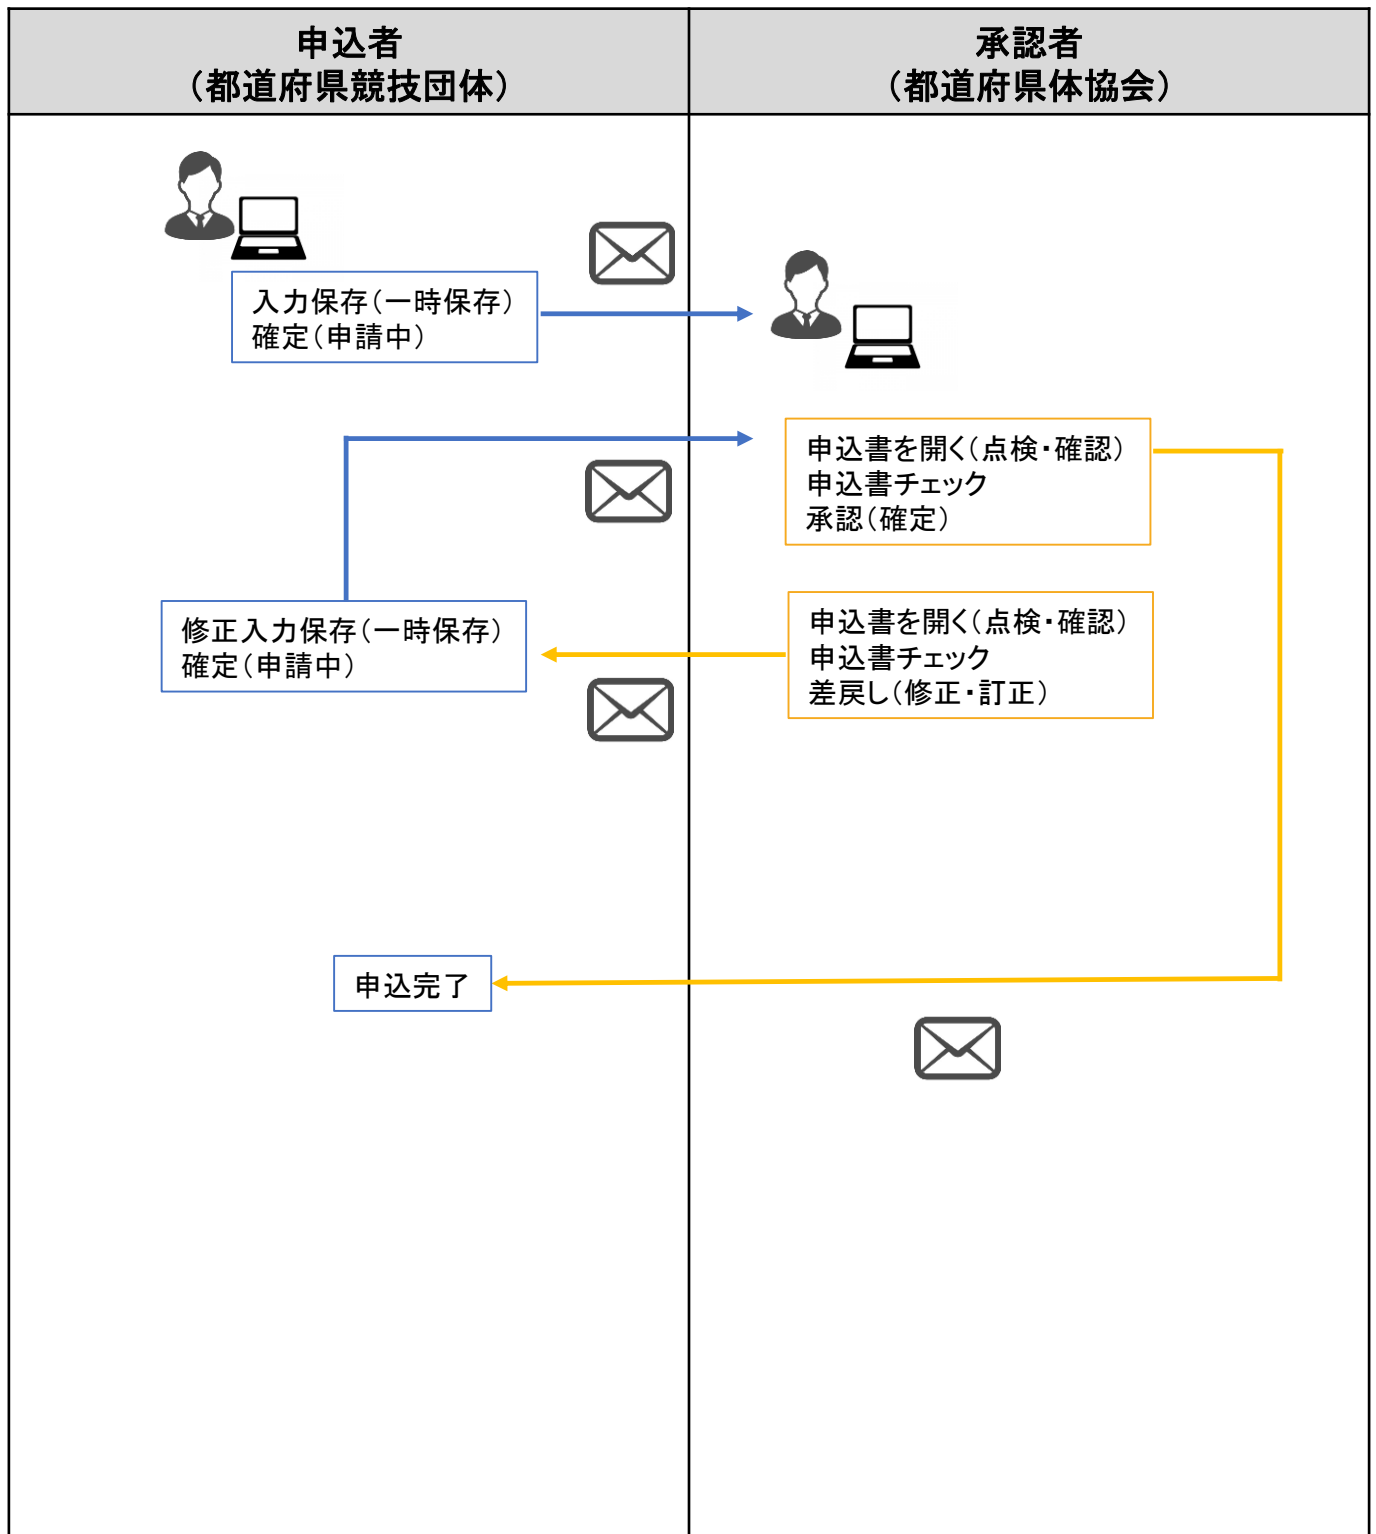 申込者
（都道府県競技団体）
承認者
（都道府県体協会）
入力保存（一時保存）
確定（申請中）
申込書を開く（点検・確認）
申込書チェック
承認（確定）
修正入力保存（一時保存）
確定（申請中）
申込書を開く（点検・確認）
申込書チェック
差戻し（修正・訂正）
申込完了